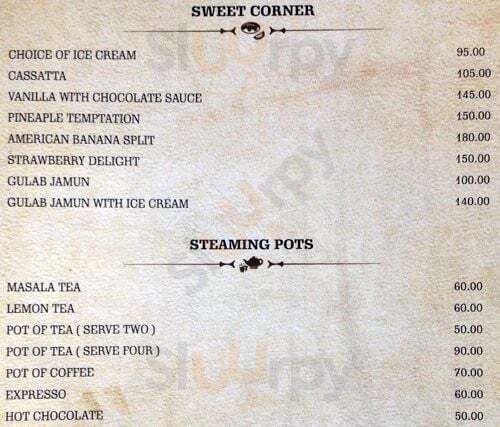 SWEET CORNER
CHOICE OF ICE CREAM 95.00
CASSATTA 105.00
VANILLA WITH CHOCOLATE SAUCE 145.00
PINEAPLE TEMPTATION 150.00
AMERICAN BANANA SPLIT 180.00
STRAWBERRY DELIGHT 150.00
GULAB JAMUN 100.00
GULAB JAMUN WITH ICE CREAM 140.00
STEAMING POTS
MASALA TEA 60.00
LEMON TEA 60.00
POT OF TEA ( SERVE TWO ) 50.00
POT OF TEA ( SERVE FOUR ) 90.00
POT OF COFFEE 70.00
EXPRESSO 60.00
HOT CHOCOLATE 50.00
slurrpy
slurrpy
slurrpy